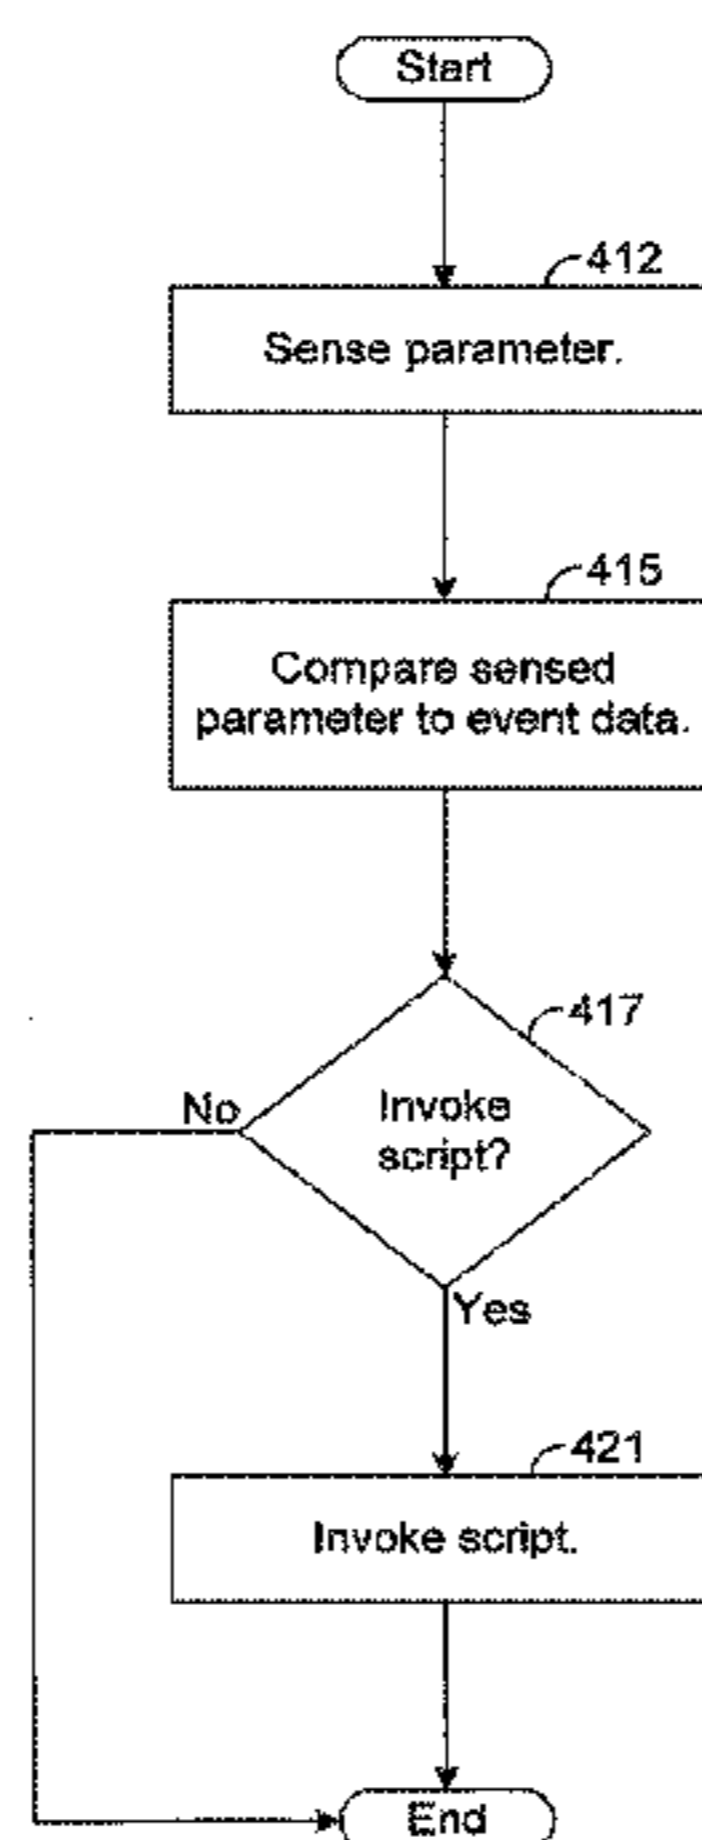 Start
412
Sense parameter.
415
Compare sensed
parameter to event data.
417
No
Invoke
script?
Yes
421
Invoke script.
End